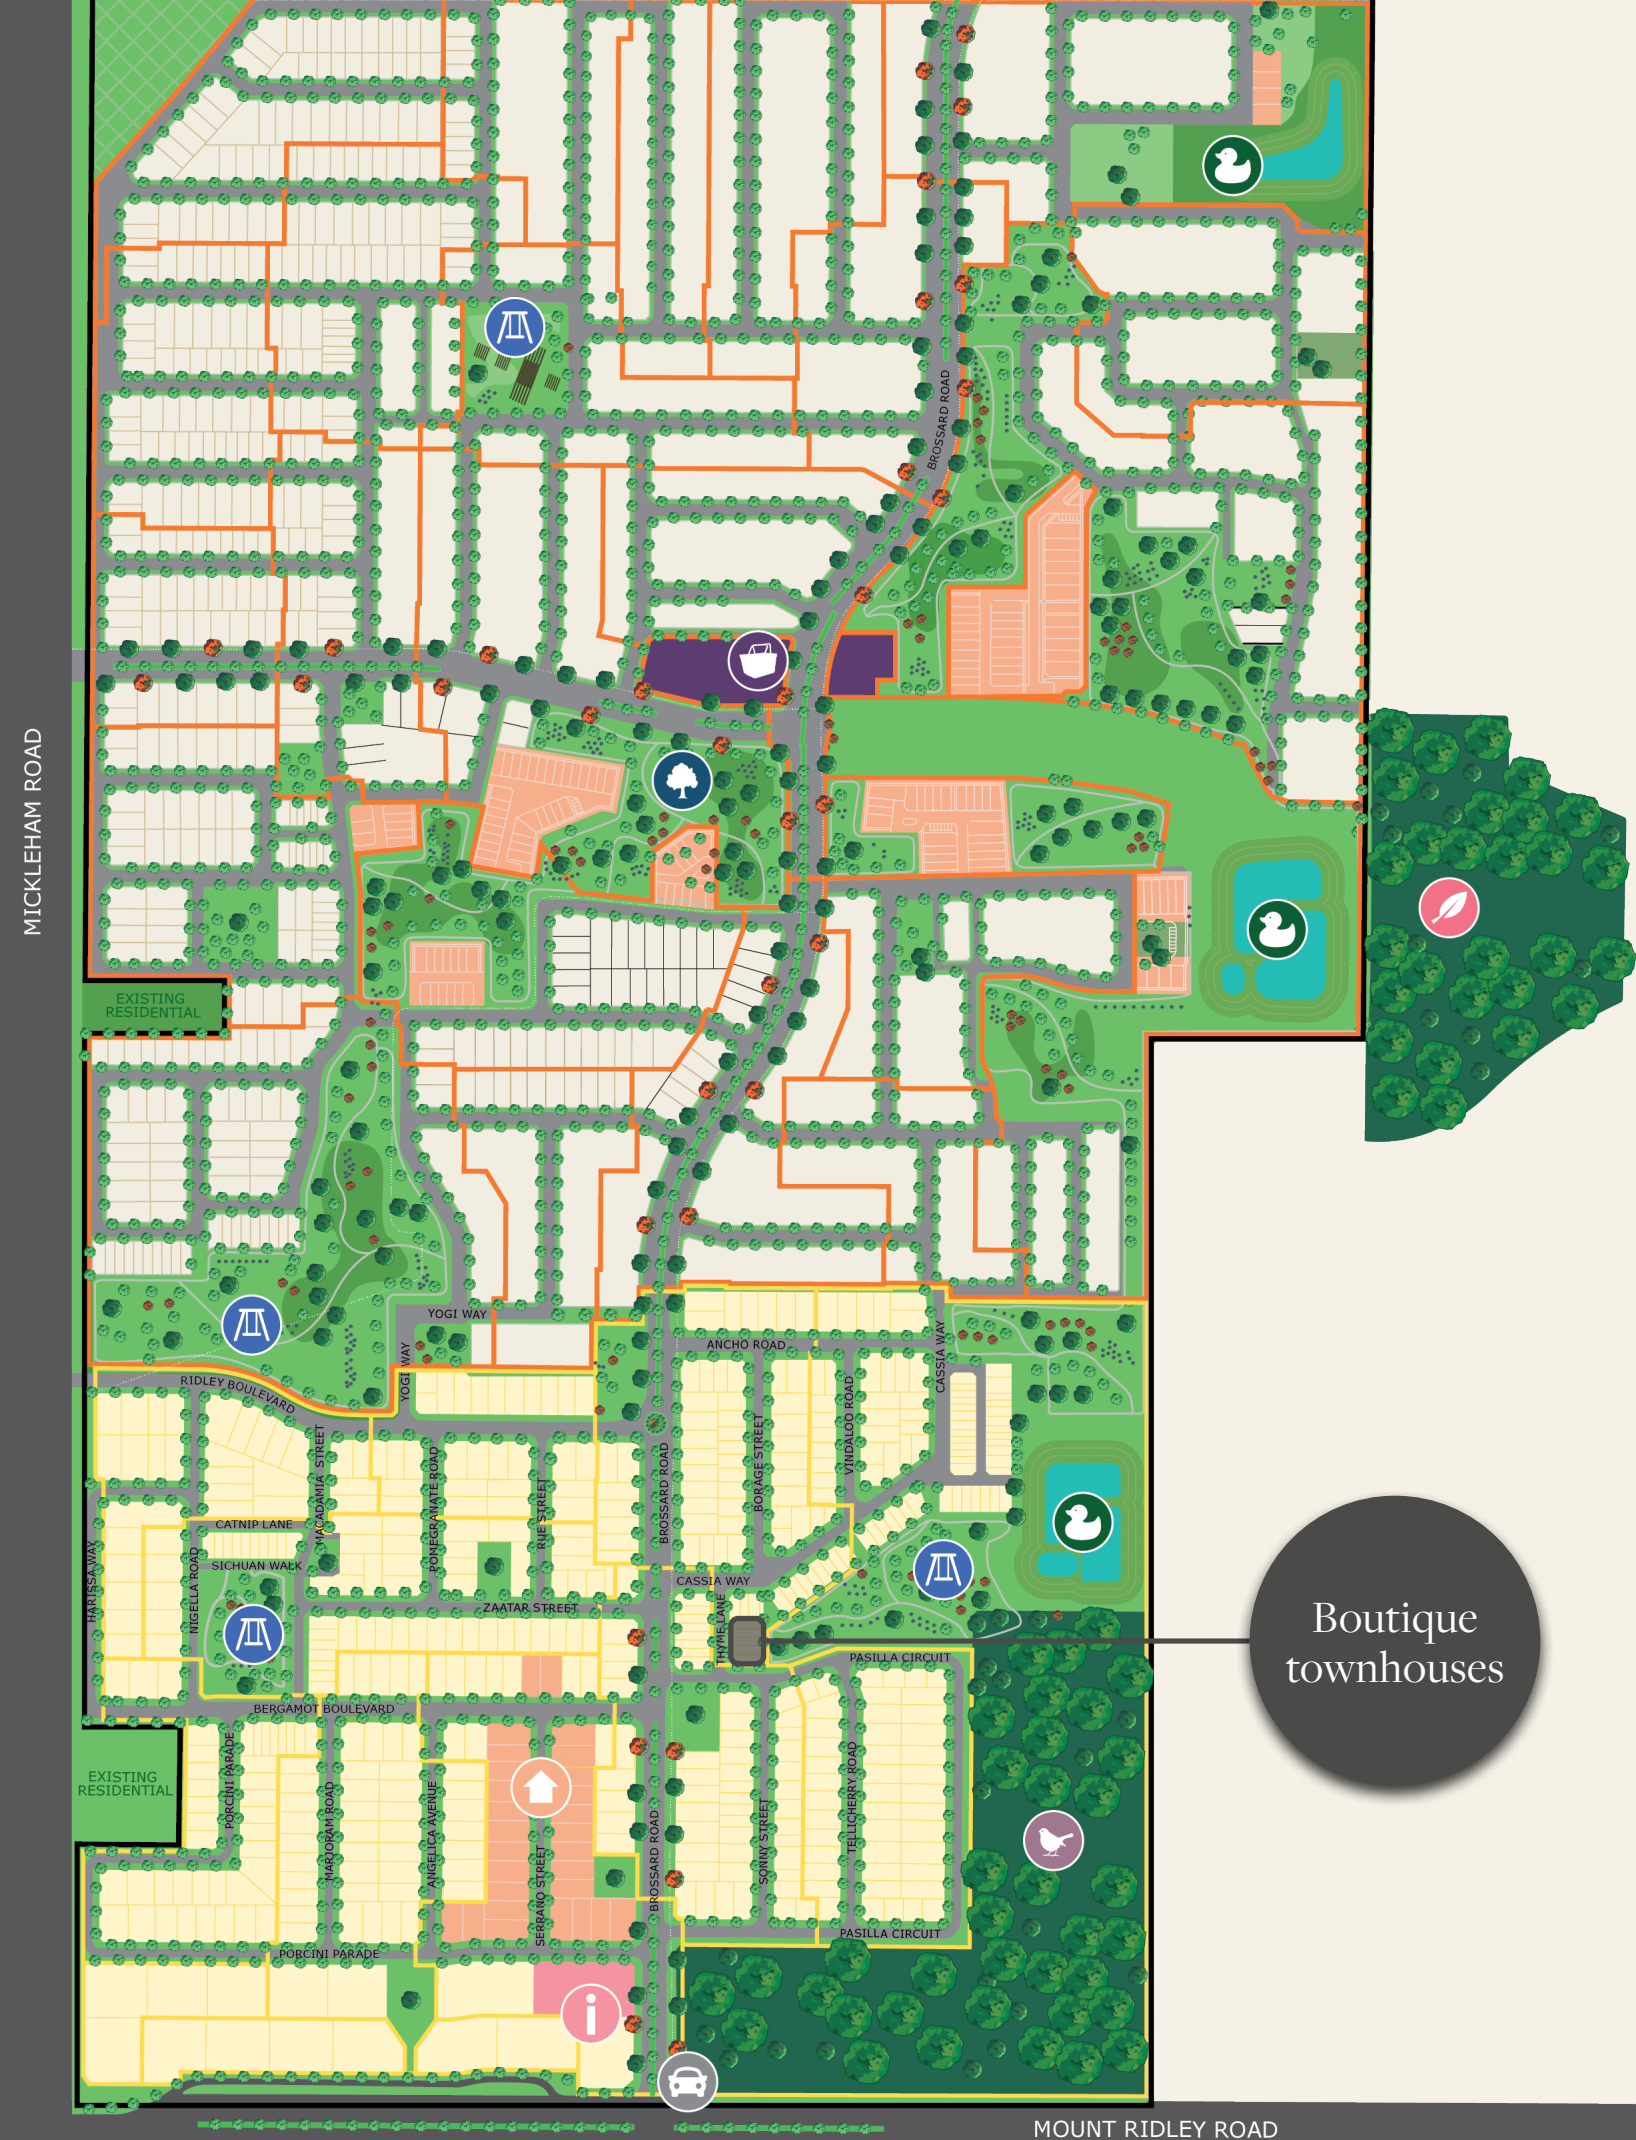 BROSSARD ROAD
MICKLEHAM ROAD
EXISTING
RESIDENTIAL
YOGI WAY
YOGI WAY
ANCHO ROAD
CASSIA WAY
RIDLEY BOULEVARD
MACADAMIA STREET
POMEGRANATE ROAD
RUE STREET
BROSSARD ROAD
BORAGE STREET
VINDALOO ROAD
CATNIP LANE
SICHUAN WALK
HARISSA WAY
NIGELLA ROAD
CASSIA WAY
ZAATAR STREET
THYME LANE
Boutique
townhouses
PASILLA CIRCUIT
BERGAMOT BOULEVARD
EXISTING
RESIDENTIAL
PORCINI PARADE
MARJORAM ROAD
ANGELICA AVENUE
SERRANO STREET
BROSSARD ROAD
SONNY STREET
TELLICHERRY ROAD
PASILLA CIRCUIT
PORCINI PARADE
i
MOUNT RIDLEY ROAD